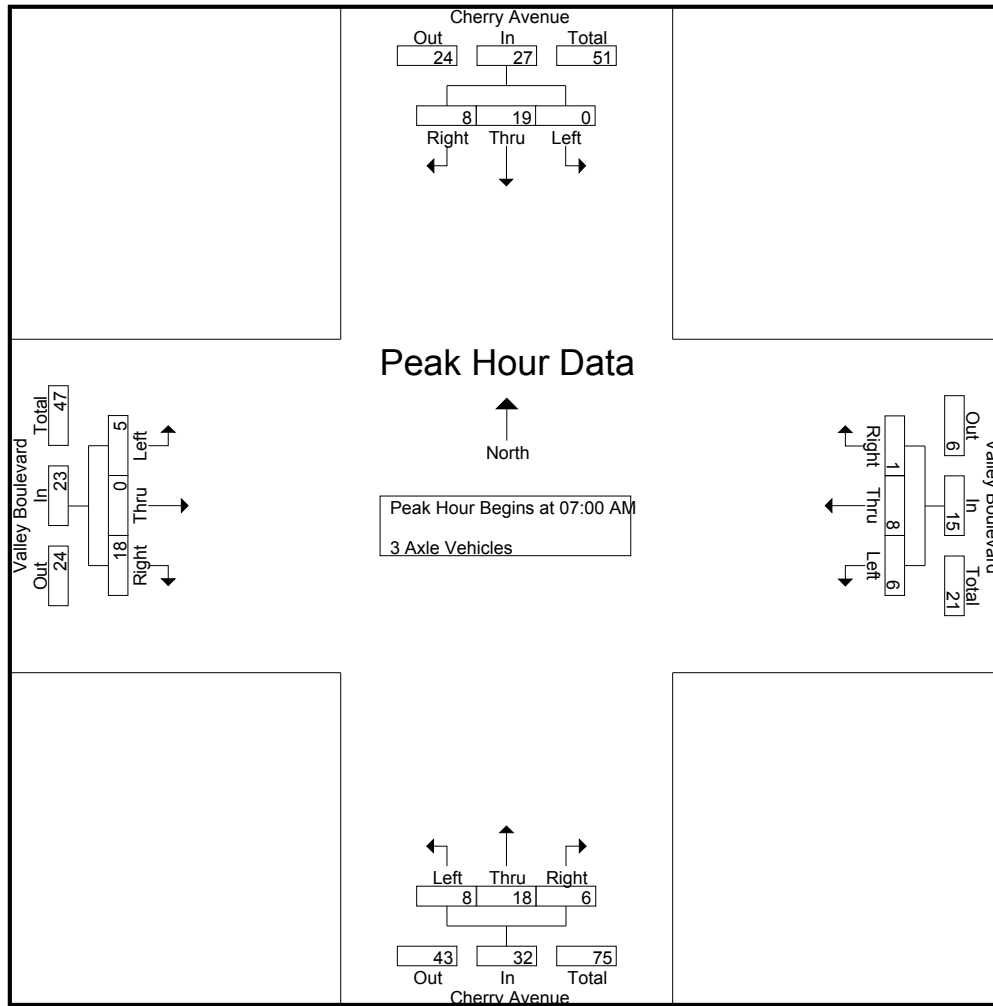 Cherry Avenue
Out In Total
24 27 51
8 19 0
Right Thru Left
Peak Hour Data
North
Peak Hour Begins at 07:00 AM
3 Axle Vehicles
Valley Boulevard
Out In Total
24 23 47
Right Thru Left
18 0 5
Valley Boulevard
Out In Total
6 15 21
Right Thru Left
1 8 6
Left Thru Right
8 18 6
43 32 75
Out In Total
Cherry Avenue